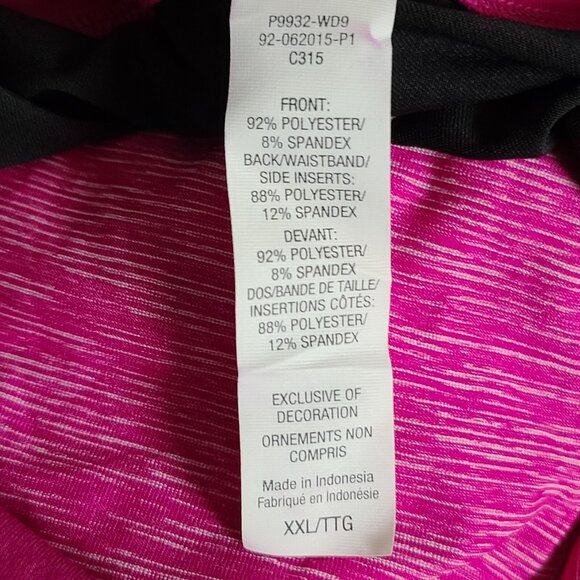 P9932-WD9
92-062015-P1
C315
FRONT:
92% POLYESTER/
8% SPANDEX
BACK/WAISTBAND/
SIDE INSERTS:
88% POLYESTER/
12% SPANDEX
DEVANT:
92% POLYESTER/
8% SPANDEX
DOS/BANDE DE TAILLE/
INSERTIONS CÔTÉS:
88% POLYESTER/
12% SPANDEX
EXCLUSIVE OF
DECORATION
ORNEMENTS NON
COMPRIS
Made in Indonesia
Fabriqué en Indonésie
XXL/TTG